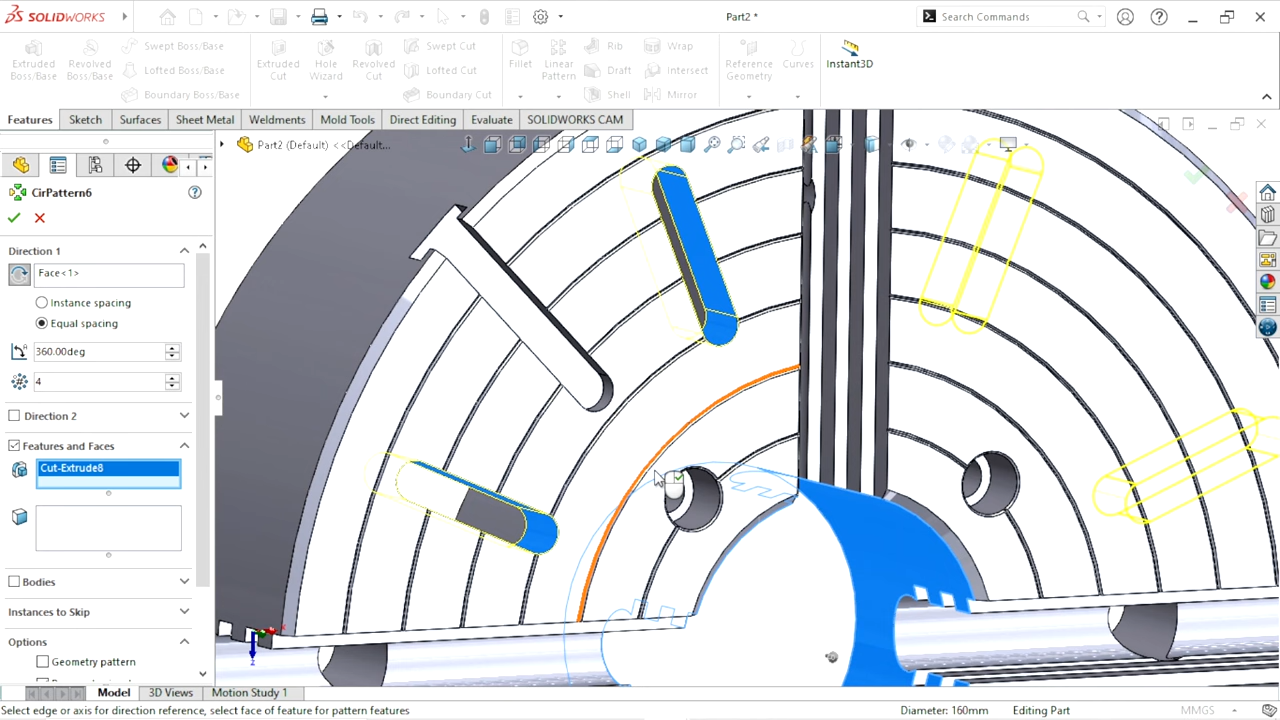 SOLIDWORKS
Part2 *
Search Commands
Extruded Boss/Base
Revolved Boss/Base
Swept Boss/Base
Lofted Boss/Base
Boundary Boss/Base
Extruded Cut
Hole Wizard
Revolved Cut
Swept Cut
Lofted Cut
Boundary Cut
Fillet
Linear Pattern
Rib
Draft
Shell
Wrap
Intersect
Mirror
Reference Geometry
Curves
Instant3D
Features
Sketch
Surfaces
Sheet Metal
Weldments
Mold Tools
Direct Editing
Evaluate
SOLIDWORKS CAM
Part2 (Default) <<Default...
CirPattern6
Direction 1
Face<1>
Instance spacing
Equal spacing
360.00deg
4
Direction 2
Features and Faces
Cut-Extrude8
Bodies
Instances to Skip
Options
Geometry pattern
Model
3D Views
Motion Study 1
Select edge or axis for direction reference, select face of feature for pattern features
Diameter: 160mm
Editing Part
MMGS